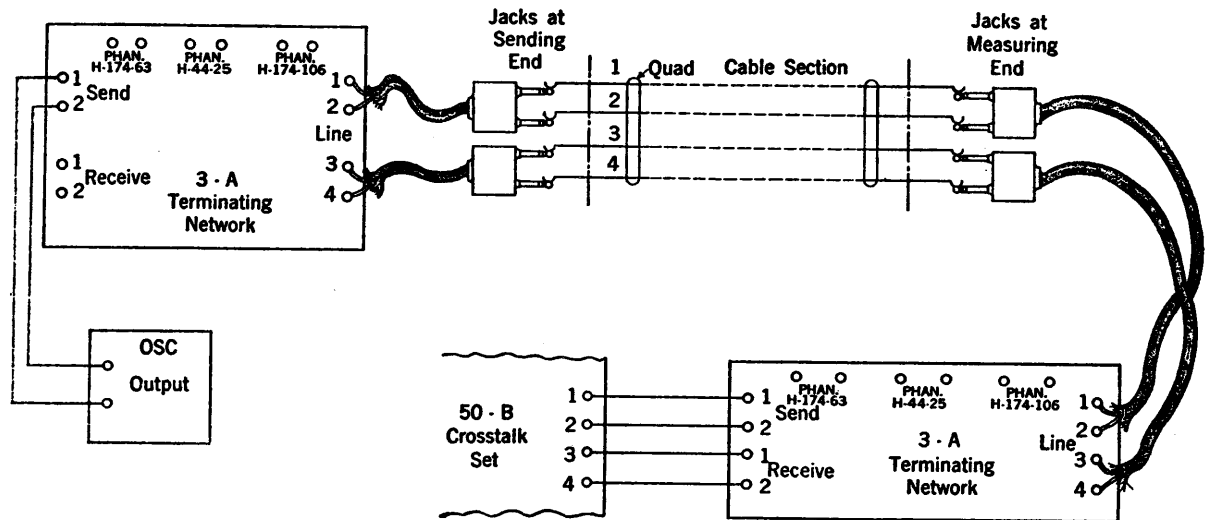 PHAN.
H-174-63
PHAN.
H-44-25
PHAN.
H-174-106
1
2
Send
1
2
Receive
3 - A
Terminating
Network
1
2
Line
3
4
Jacks at
Sending
End
1
2
3
4
Quad
Cable Section
Jacks at
Measuring
End
OSC
Output
50 - B
Crosstalk
Set
1
2
3
4
PHAN.
H-174-63
PHAN.
H-44-25
PHAN.
H-174-106
1
Send
2
1
Receive
2
3 - A
Terminating
Network
1
2
Line
3
4